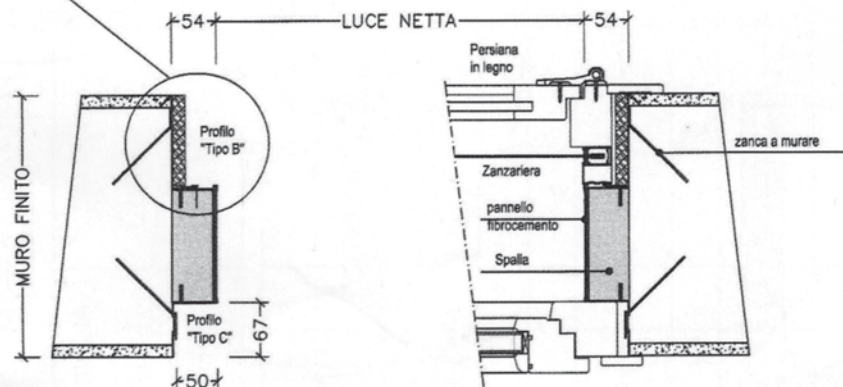 54
LUCE NETTA
54
Persiana
in legno
Profilo
"Tipo B"
zanca a murare
Zanzariera
MURO FINITO
pannello
fibrocemento
Spalla
Profilo
"Tipo C"
67
50